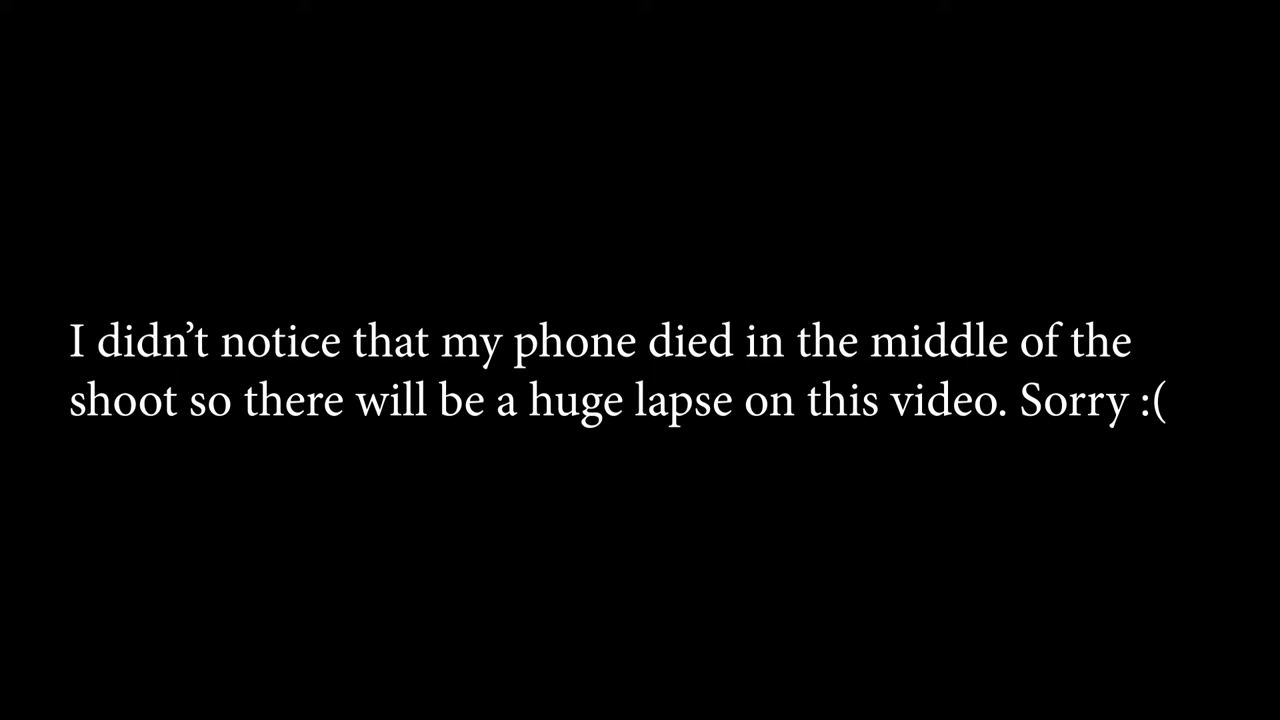 I didn’t notice that my phone died in the middle of the
shoot so there will be a huge lapse on this video. Sorry :(